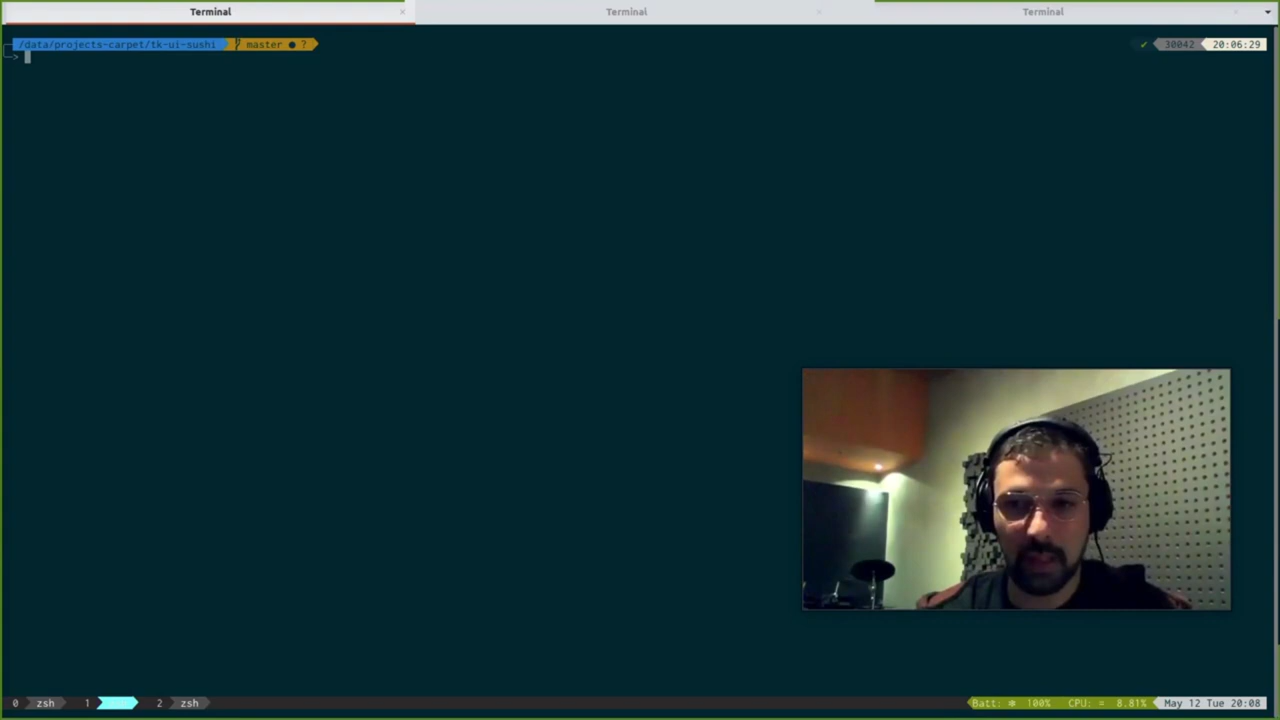 Terminal × Terminal × Terminal ×
/data/projects-carpet/tk-ui-sushi master ● ? ✔ 30042 20:06:29
>
0 zsh 1 2 zsh Batt: ✻ 100% CPU: = 8.81% May 12 Tue 20:08